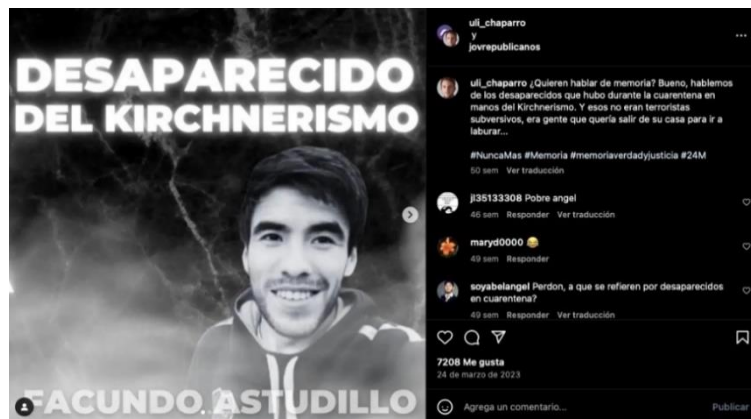 DESAPARECIDO
DEL KIRCHNERISMO
FACUNDO ASTUDILLO
uli_chaparro
y
jovrepublicanos
uli_chaparro ¿Quieren hablar de memoria? Bueno, hablemos
de los desaparecidos que hubo durante la cuarentena en
manos del Kirchnerismo. Y esos no eran terroristas
subversivos, era gente que quería salir de su casa para ir a
laburar...
#NuncaMas #Memoria #memoriaverdadyjusticia #24M
50 sem Ver traducción
jl35133308 Pobre angel
46 sem Responder Ver traducción
maryd0000 😂
49 sem Responder
soyabelangel Perdon, a que se refieren por desaparecidos
en cuarentena?
49 sem Responder Ver traducción
7208 Me gusta
24 de marzo de 2023
Agrega un comentario...
Publicar